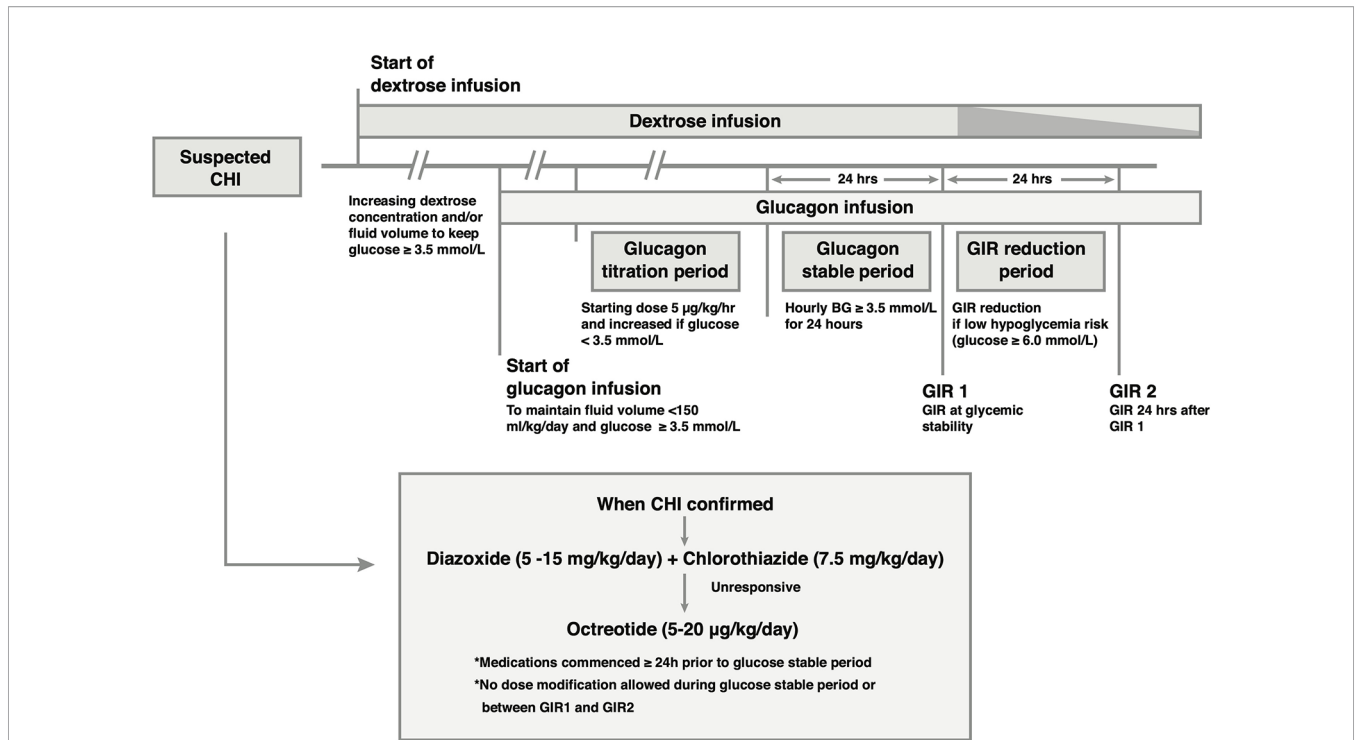 Start of
dextrose infusion
Dextrose infusion
Suspected
CHI
24 hrs
24 hrs
Increasing dextrose
concentration and/or
fluid volume to keep
glucose ≥ 3.5 mmol/L
Glucagon infusion
Glucagon
titration period
Glucagon
stable period
GIR reduction
period
Starting dose 5 µg/kg/hr
and increased if glucose
< 3.5 mmol/L
Hourly BG ≥ 3.5 mmol/L
for 24 hours
GIR reduction
if low hypoglycemia risk
(glucose ≥ 6.0 mmol/L)
Start of
glucagon infusion
To maintain fluid volume <150
ml/kg/day and glucose ≥ 3.5 mmol/L
GIR 1
GIR at glycemic
stability
GIR 2
GIR 24 hrs after
GIR 1
When CHI confirmed
Diazoxide (5 -15 mg/kg/day) + Chlorothiazide (7.5 mg/kg/day)
Unresponsive
Octreotide (5-20 µg/kg/day)
*Medications commenced ≥ 24h prior to glucose stable period
*No dose modification allowed during glucose stable period or
between GIR1 and GIR2